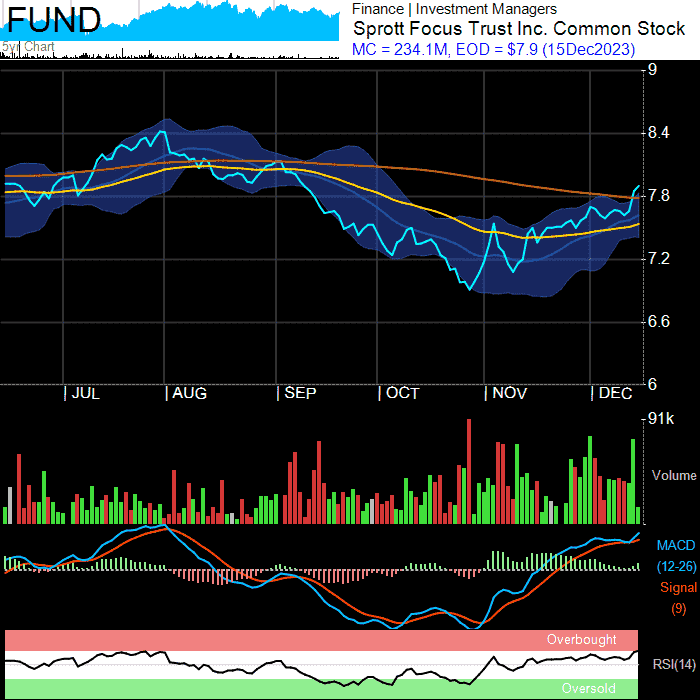 FUND
5yr Chart
Finance | Investment Managers
Sprott Focus Trust Inc. Common Stock
MC = 234.1M, EOD = $7.9 (15Dec2023)
9
8.4
7.8
7.2
6.6
6
| JUL | AUG | SEP | OCT | NOV | DEC
91k
Volume
MACD
(12-26)
Signal
(9)
Overbought
RSI(14)
Oversold